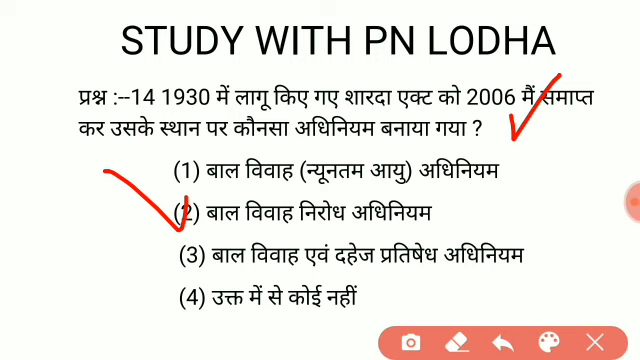 STUDY WITH PN LODHA
प्रश्न :--14 1930 में लागू किए गए शारदा एक्ट को 2006 मैं समाप्त
कर उसके स्थान पर कौनसा अधिनियम बनाया गया ?
(1) बाल विवाह (न्यूनतम आयु) अधिनियम
(2) बाल विवाह निरोध अधिनियम
(3) बाल विवाह एवं दहेज प्रतिषेध अधिनियम
(4) उक्त में से कोई नहीं